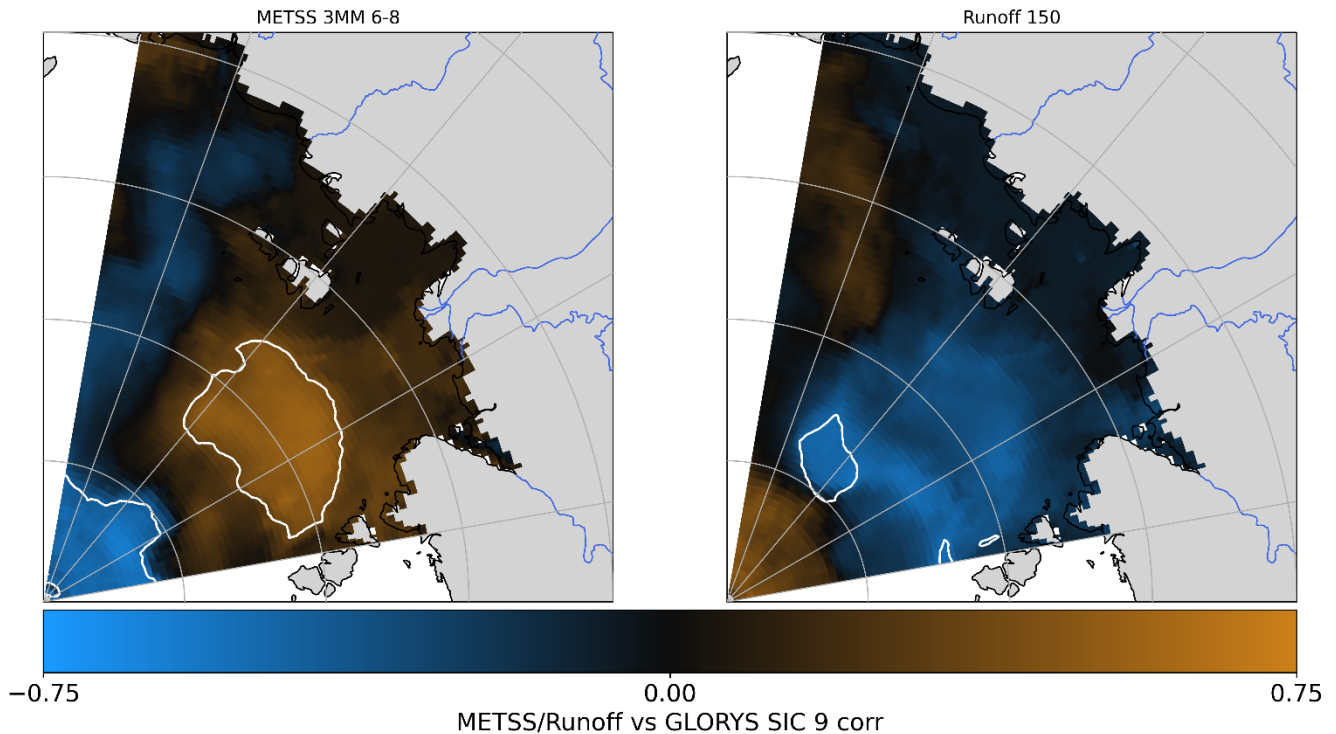 METSS 3MM 6-8
Runoff 150
−0.75
0.00
0.75
METSS/Runoff vs GLORYS SIC 9 corr